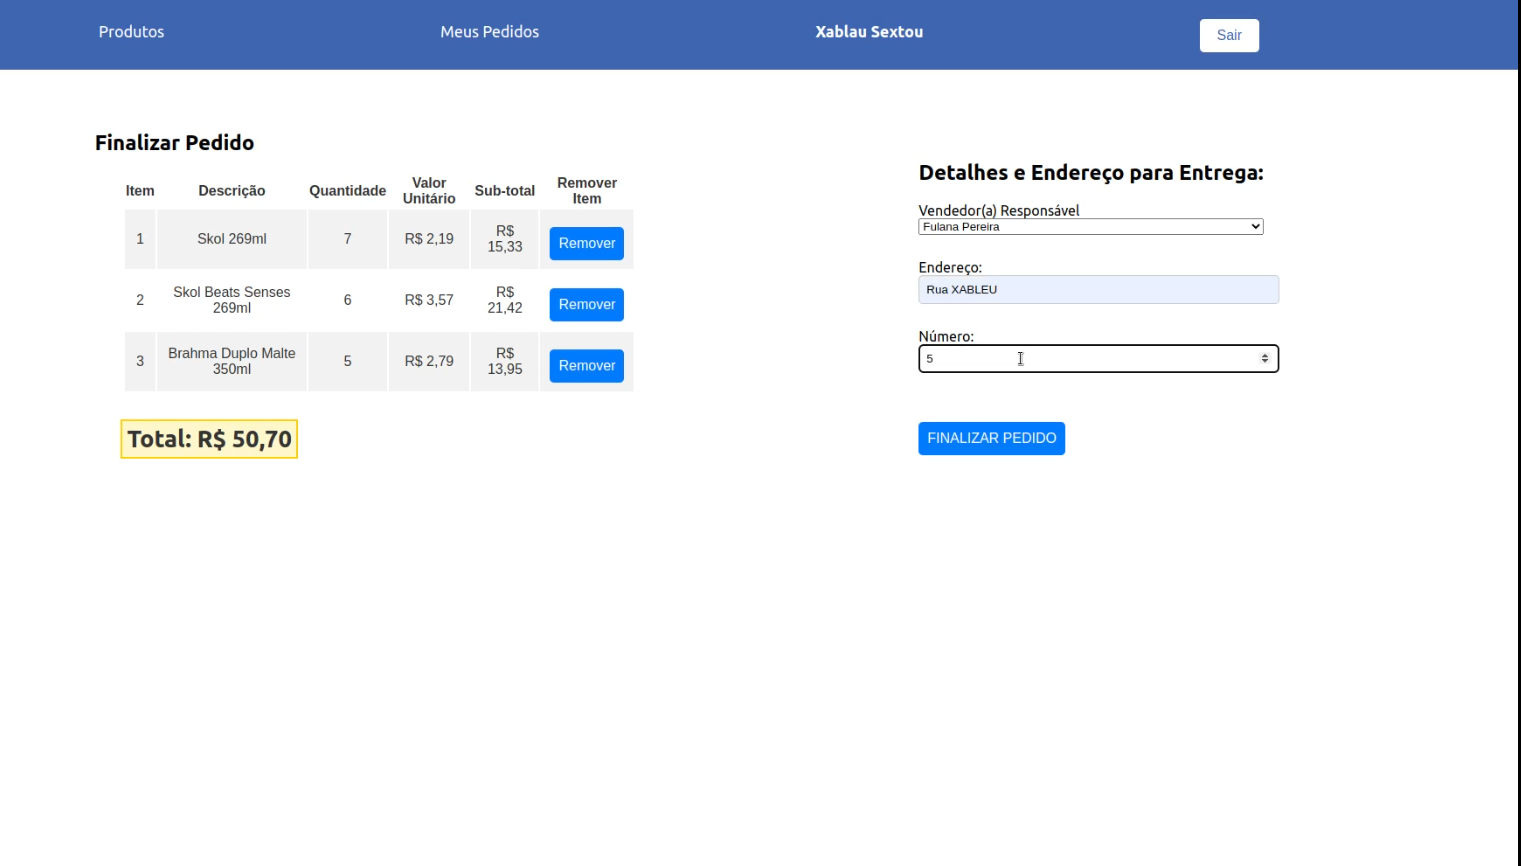 Produtos
Meus Pedidos
Xablau Sextou
Sair
Finalizar Pedido
Item
Descrição
Quantidade
Valor
Unitário
Sub-total
Remover
Item
1
Skol 269ml
7
R$ 2,19
R$
15,33
Remover
2
Skol Beats Senses
269ml
6
R$ 3,57
R$
21,42
Remover
3
Brahma Duplo Malte
350ml
5
R$ 2,79
R$
13,95
Remover
Total: R$ 50,70
Detalhes e Endereço para Entrega:
Vendedor(a) Responsável
Fulana Pereira
Endereço:
Rua XABLEU
Número:
5
FINALIZAR PEDIDO